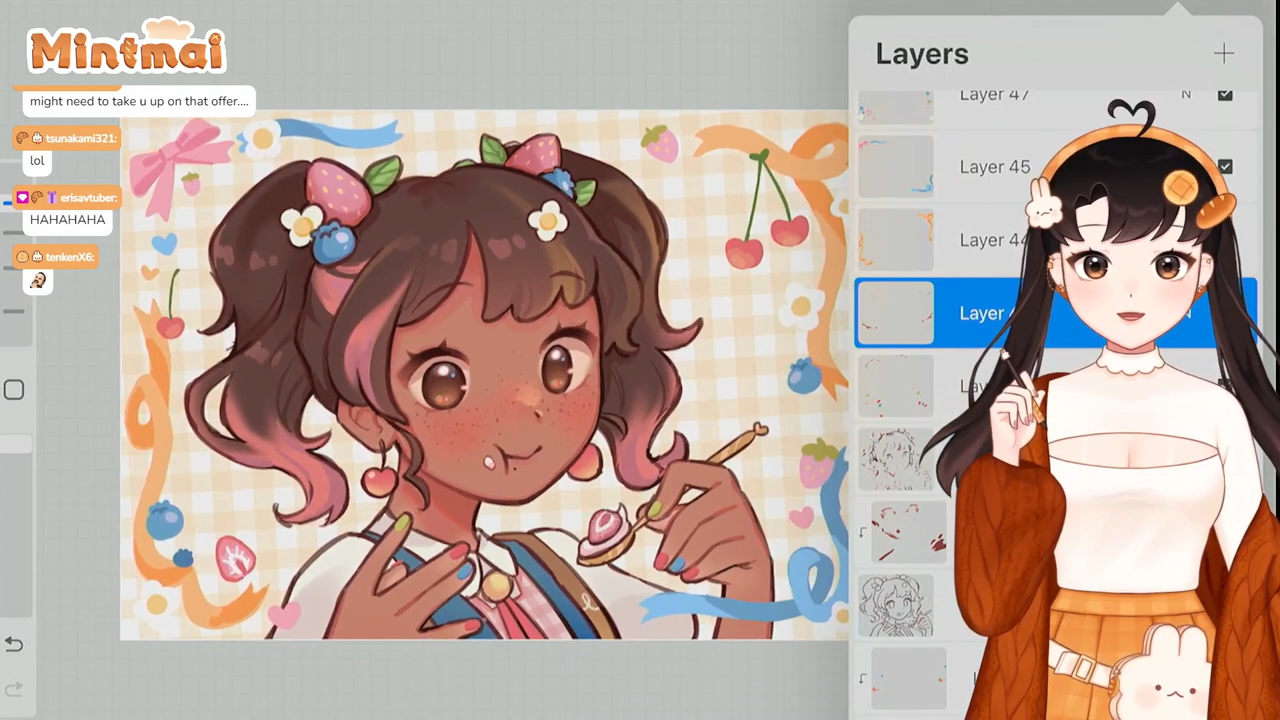 Mintmai
might need to take u up on that offer....
tsunakami321:
lol
erisavtuber:
HAHAHAHA
tenkenX6:
Layers
Layer 47 N
Layer 45
Layer 44
Layer